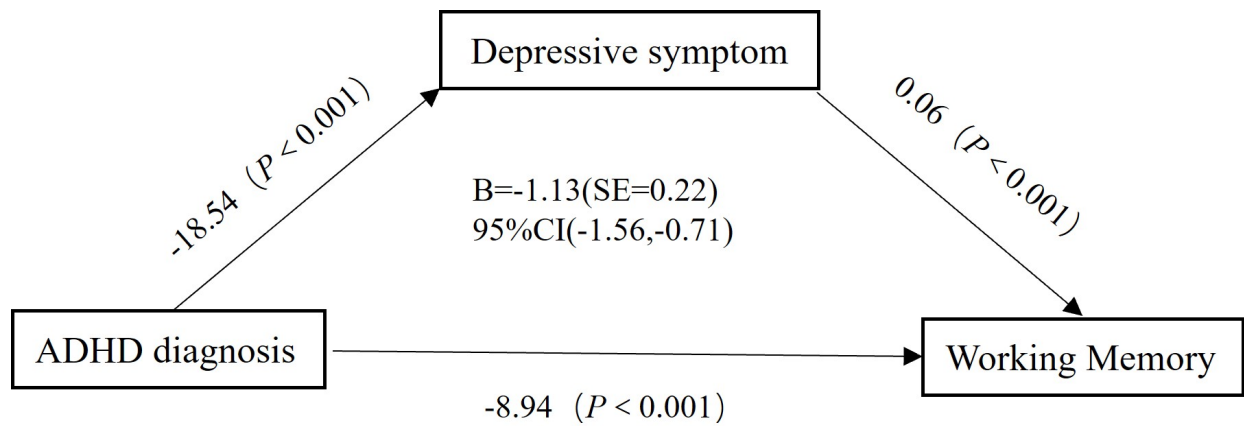 Depressive symptom
-18.54（P < 0.001）
0.06（P < 0.001）
B=-1.13(SE=0.22)
95%CI(-1.56,-0.71)
ADHD diagnosis
Working Memory
-8.94（P < 0.001）